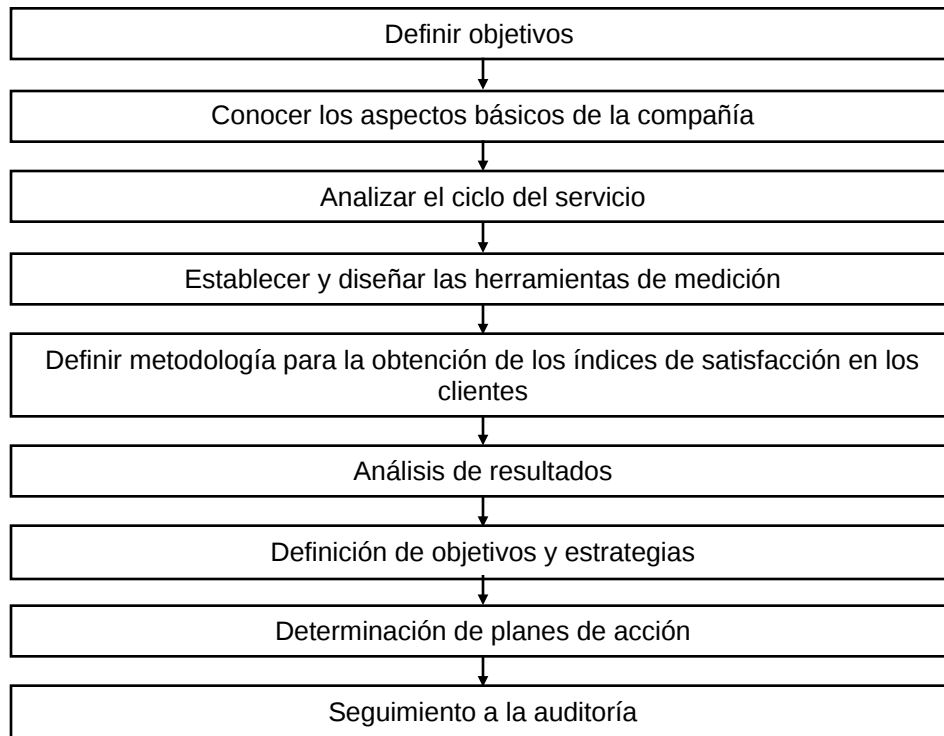 Definir objetivos
Conocer los aspectos básicos de la compañía
Analizar el ciclo del servicio
Establecer y diseñar las herramientas de medición
Definir metodología para la obtención de los índices de satisfacción en los
clientes
Análisis de resultados
Definición de objetivos y estrategias
Determinación de planes de acción
Seguimiento a la auditoría